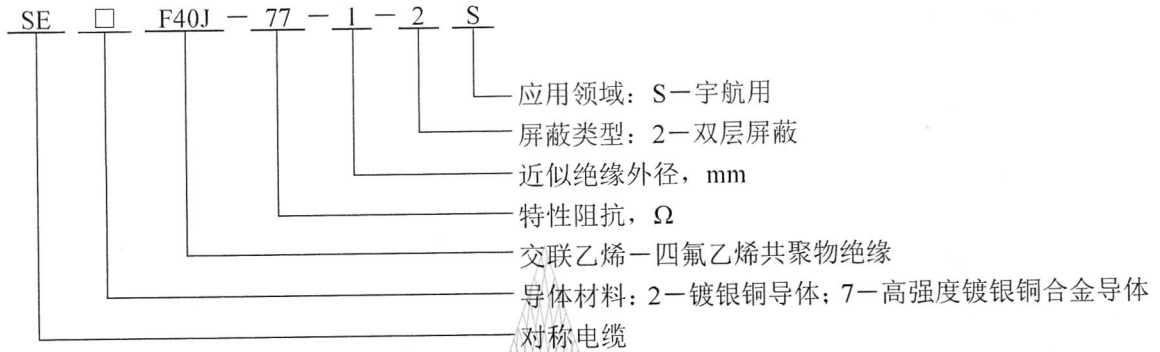 SE □ F40J － 77 － 1 － 2 S
应用领域：S－宇航用
屏蔽类型：2－双层屏蔽
近似绝缘外径，mm
特性阻抗，Ω
交联乙烯－四氟乙烯共聚物绝缘
导体材料：2－镀银铜导体；7－高强度镀银铜合金导体
对称电缆